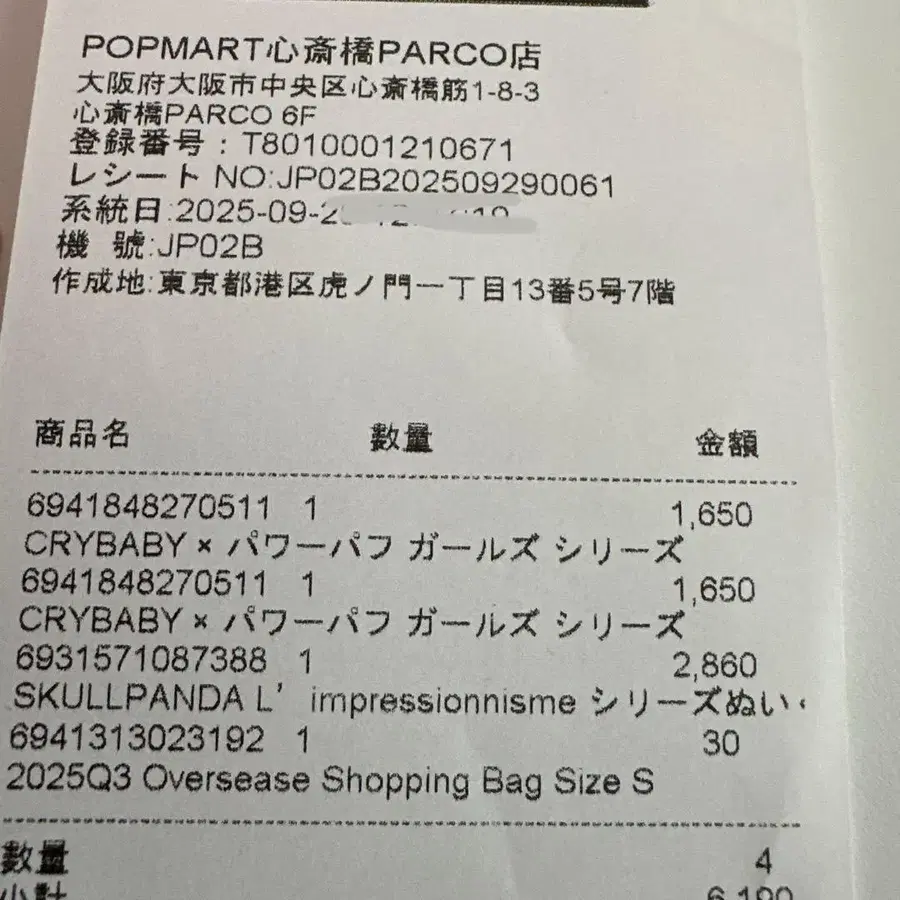 POPMART心斎橋PARCO店
大阪府大阪市中央区心斎橋筋1-8-3
心斎橋PARCO 6F
登録番号：T8010001210671
レシート NO:JP02B202509290061
系統日:2025-09-2
機 號:JP02B
作成地:東京都港区虎ノ門一丁目13番5号7階
商品名 数量 金額
6941848270511 1 1,650
CRYBABY × パワーパフ ガールズ シリーズ
6941848270511 1 1,650
CRYBABY × パワーパフ ガールズ シリーズ
6931571087388 1 2,860
SKULLPANDA L’impressionnisme シリーズぬい
6941313023192 1 30
2025Q3 Oversease Shopping Bag Size S
数量 4
小計 6,190